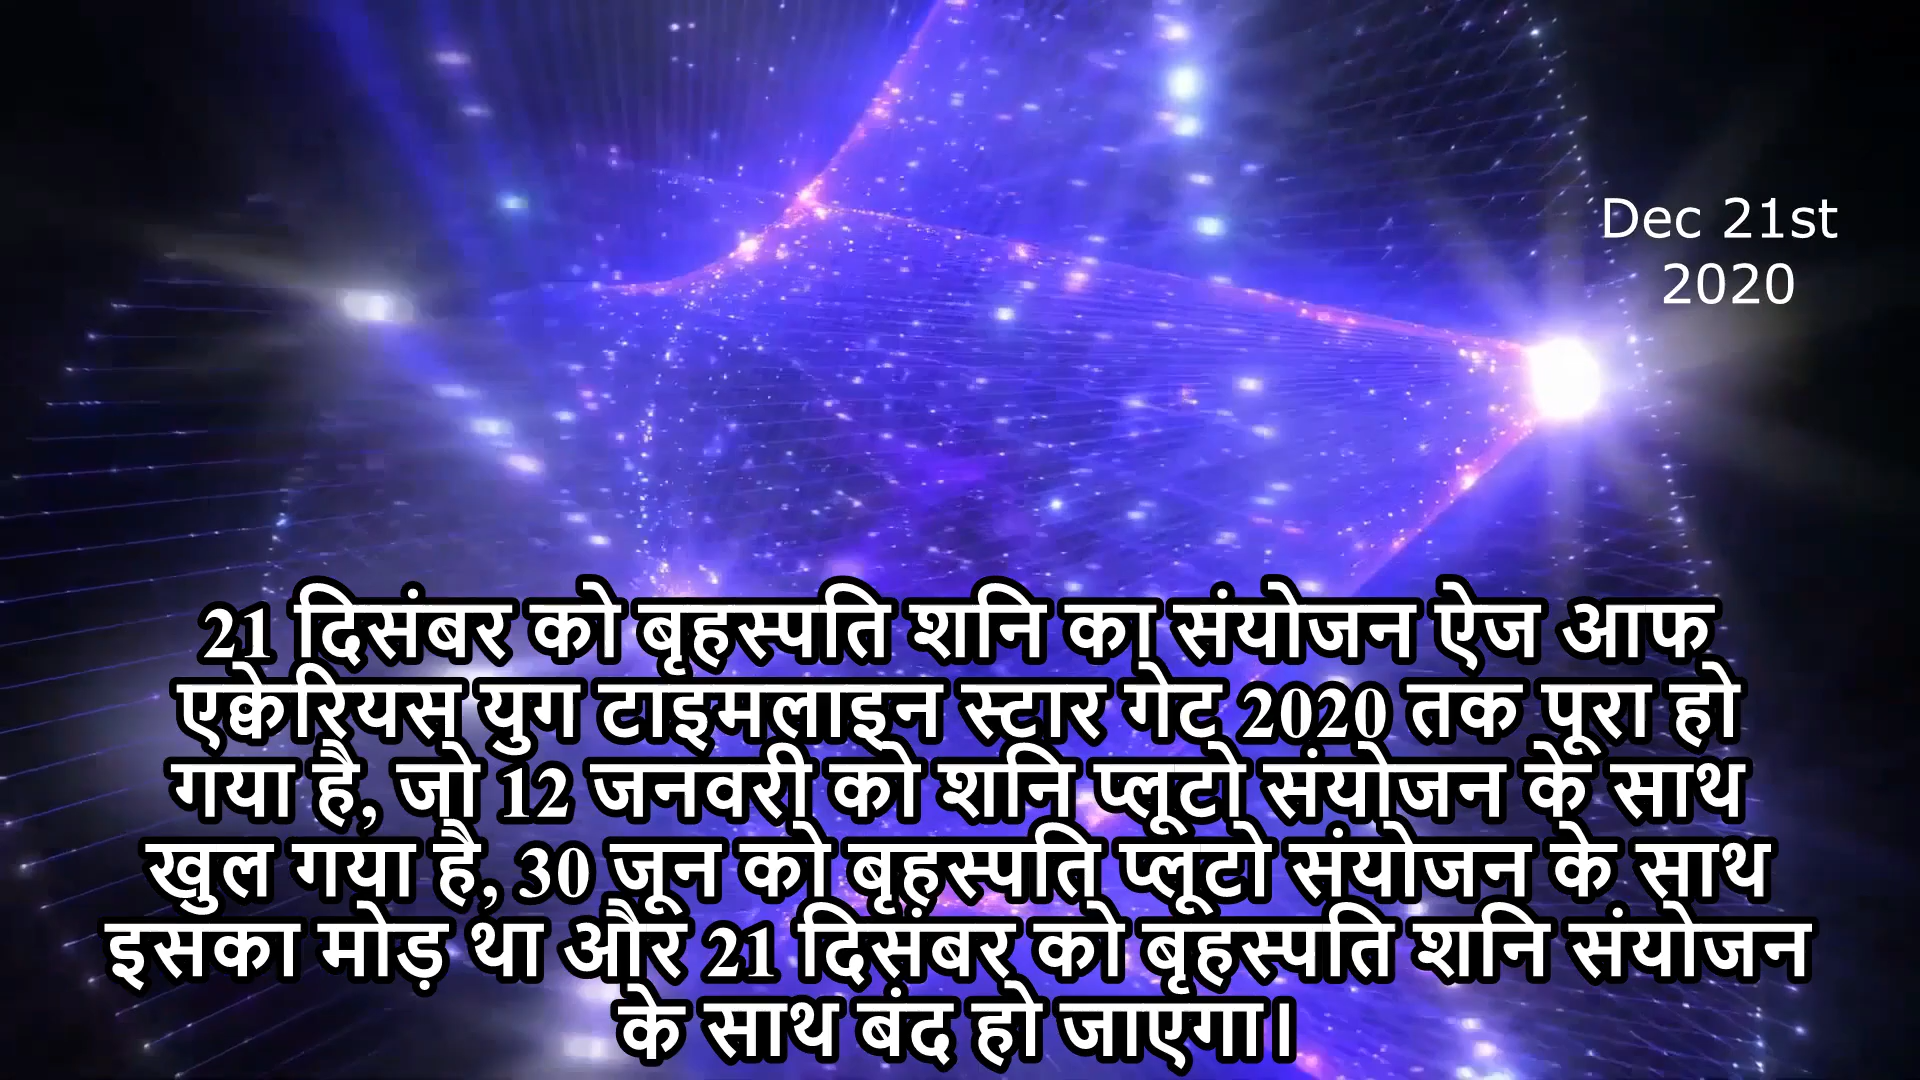 Dec 21st
2020
21 दिसंबर को बृहस्पति शनि का संयोजन ऐज आफ
एक्वेरियस युग टाइमलाइन स्टार गेट 2020 तक पूरा हो
गया है, जो 12 जनवरी को शनि प्लूटो संयोजन के साथ
खुल गया है, 30 जून को बृहस्पति प्लूटो संयोजन के साथ
इसका मोड़ था और 21 दिसंबर को बृहस्पति शनि संयोजन
के साथ बंद हो जाएगा।